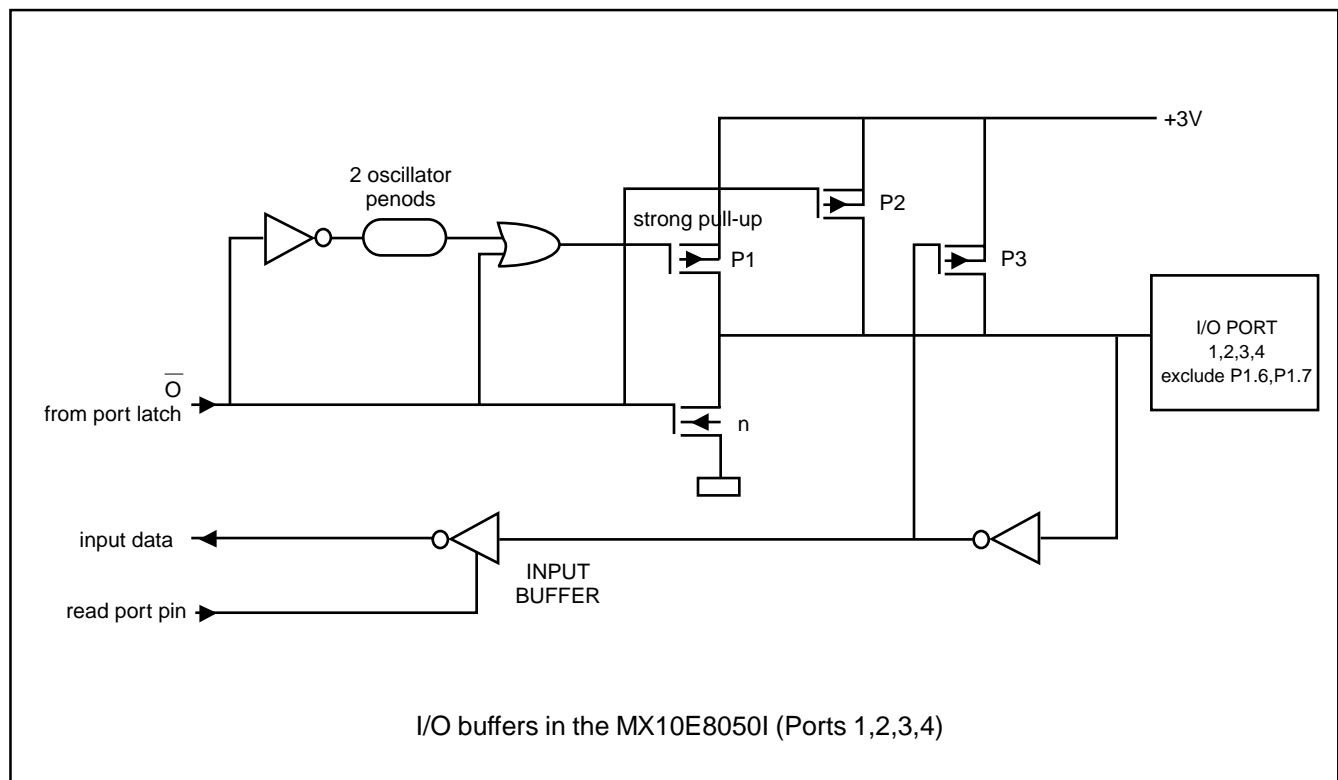 +3V
2 oscillator
penods
P2
strong pull-up
P1
P3
I/O PORT
1,2,3,4
exclude P1.6,P1.7
O̅
from port latch
n
input data
INPUT
BUFFER
read port pin
I/O buffers in the MX10E8050I (Ports 1,2,3,4)